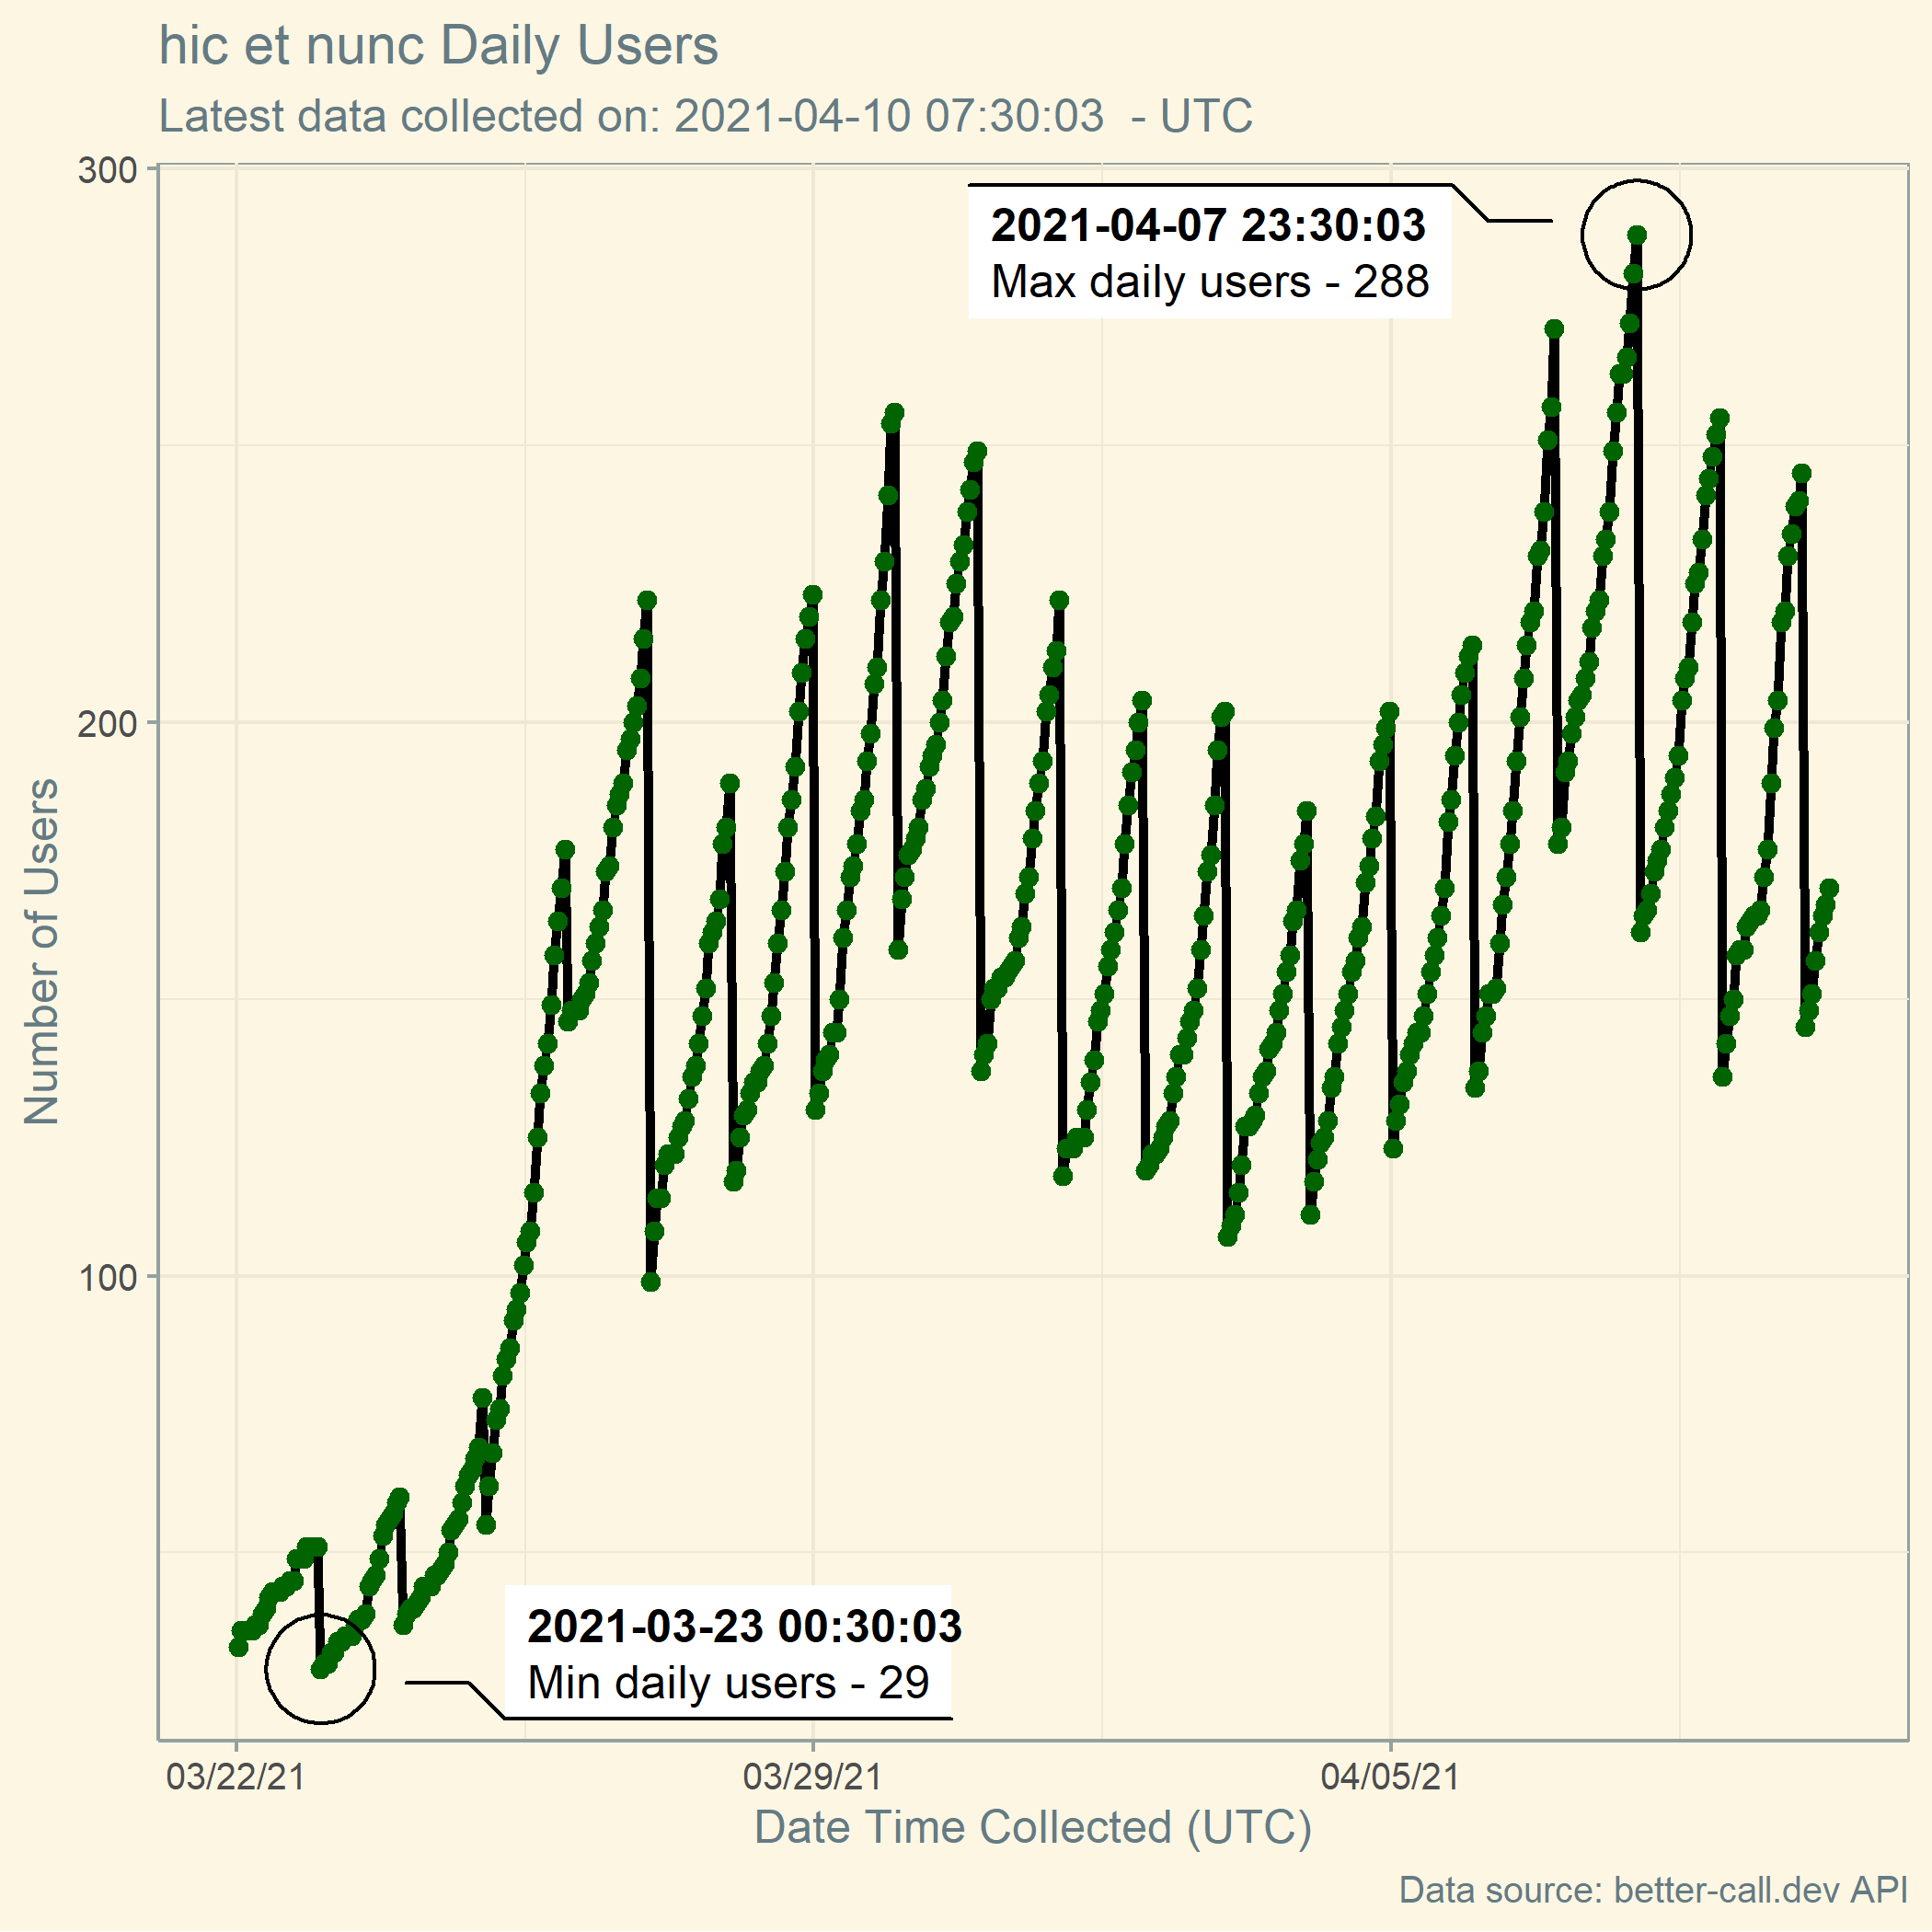 hic et nunc Daily Users
Latest data collected on: 2021-04-10 07:30:03  - UTC
300
2021-04-07 23:30:03
Max daily users - 288
200
Number of Users
100
2021-03-23 00:30:03
Min daily users - 29
03/22/21
03/29/21
04/05/21
Date Time Collected (UTC)
Data source: better-call.dev API